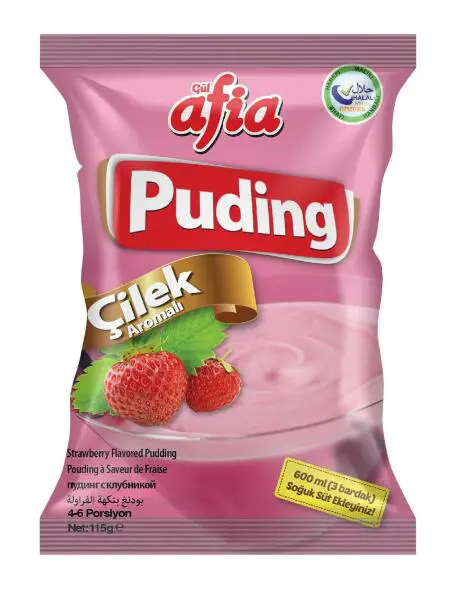 Gül
afia
حلال
HALAL
Puding
Çilek
Aromalı
Strawberry Flavored Pudding
Pouding à Saveur de Fraise
пудинг с клубникой
بودنغ بنكهة الفراولة
4-6 Porsiyon
Net:115g e
600 ml (3 bardak)
Soğuk Süt Ekleyiniz!